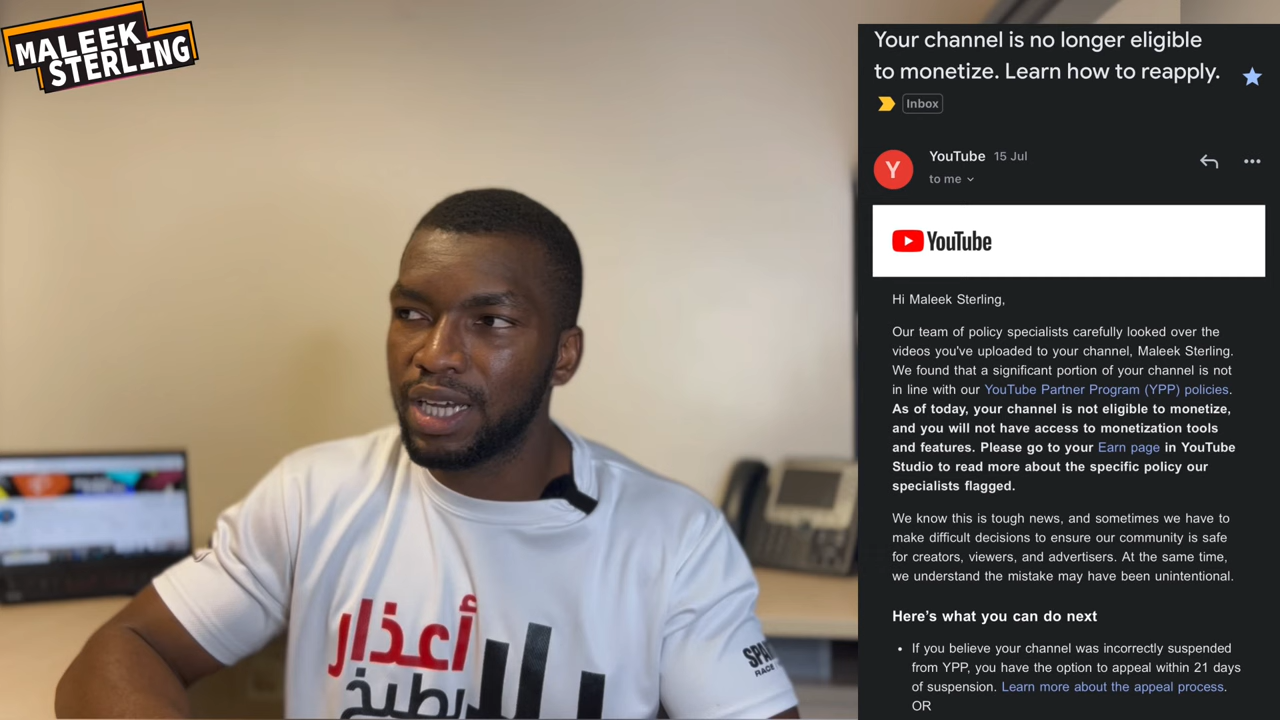 MALEEK
STERLING
Your channel is no longer eligible
to monetize. Learn how to reapply.
Inbox
Y
YouTube 15 Jul
to me
YouTube
Hi Maleek Sterling,
Our team of policy specialists carefully looked over the
videos you've uploaded to your channel, Maleek Sterling.
We found that a significant portion of your channel is not
in line with our YouTube Partner Program (YPP) policies.
As of today, your channel is not eligible to monetize,
and you will not have access to monetization tools
and features. Please go to your Earn page in YouTube
Studio to read more about the specific policy our
specialists flagged.
We know this is tough news, and sometimes we have to
make difficult decisions to ensure our community is safe
for creators, viewers, and advertisers. At the same time,
we understand the mistake may have been unintentional.
Here's what you can do next
• If you believe your channel was incorrectly suspended
from YPP, you have the option to appeal within 21 days
of suspension. Learn more about the appeal process.
OR
أعذار
بلا
RACE